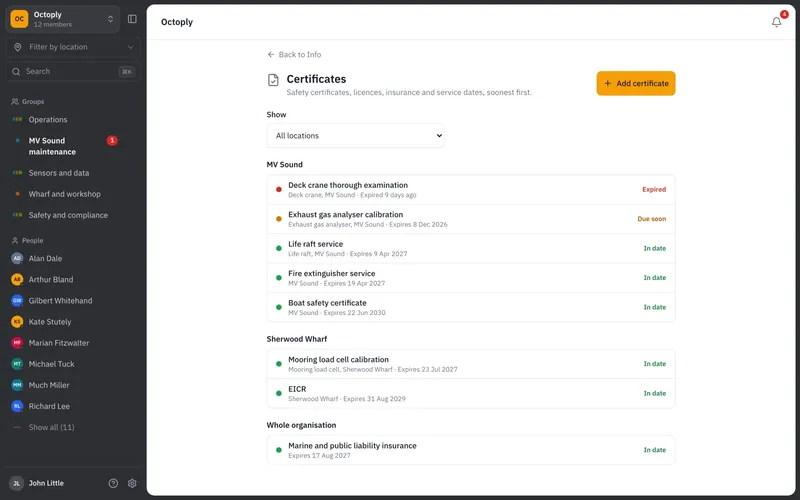 OC
Octoply
12 members
Filter by location
Search
⌘K
Groups
Operations
MV Sound maintenance
1
Sensors and data
Wharf and workshop
Safety and compliance
People
AD
Alan Dale
AB
Arthur Bland
GW
Gilbert Whitehand
KS
Kate Stutely
MF
Marian Fitzwalter
MT
Michael Tuck
MM
Much Miller
RL
Richard Lee
Show all (11)
JL
John Little
Octoply
4
Back to Info
Certificates
Safety certificates, licences, insurance and service dates, soonest first.
+ Add certificate
Show
All locations
MV Sound
Deck crane thorough examination
Deck crane, MV Sound · Expired 9 days ago
Expired
Exhaust gas analyser calibration
Exhaust gas analyser, MV Sound · Expires 8 Dec 2026
Due soon
Life raft service
Life raft, MV Sound · Expires 9 Apr 2027
In date
Fire extinguisher service
MV Sound · Expires 19 Apr 2027
In date
Boat safety certificate
MV Sound · Expires 22 Jun 2030
In date
Sherwood Wharf
Mooring load cell calibration
Mooring load cell, Sherwood Wharf · Expires 23 Jul 2027
In date
EICR
Sherwood Wharf · Expires 31 Aug 2029
In date
Whole organisation
Marine and public liability insurance
Expires 17 Aug 2027
In date